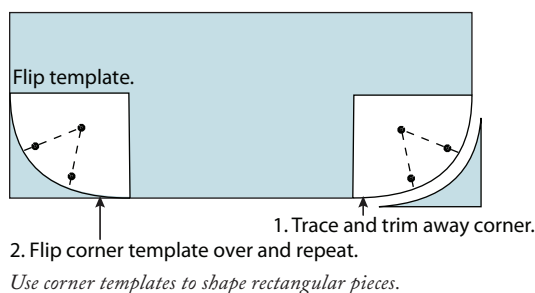 Flip template.
1. Trace and trim away corner.
2. Flip corner template over and repeat.
Use corner templates to shape rectangular pieces.